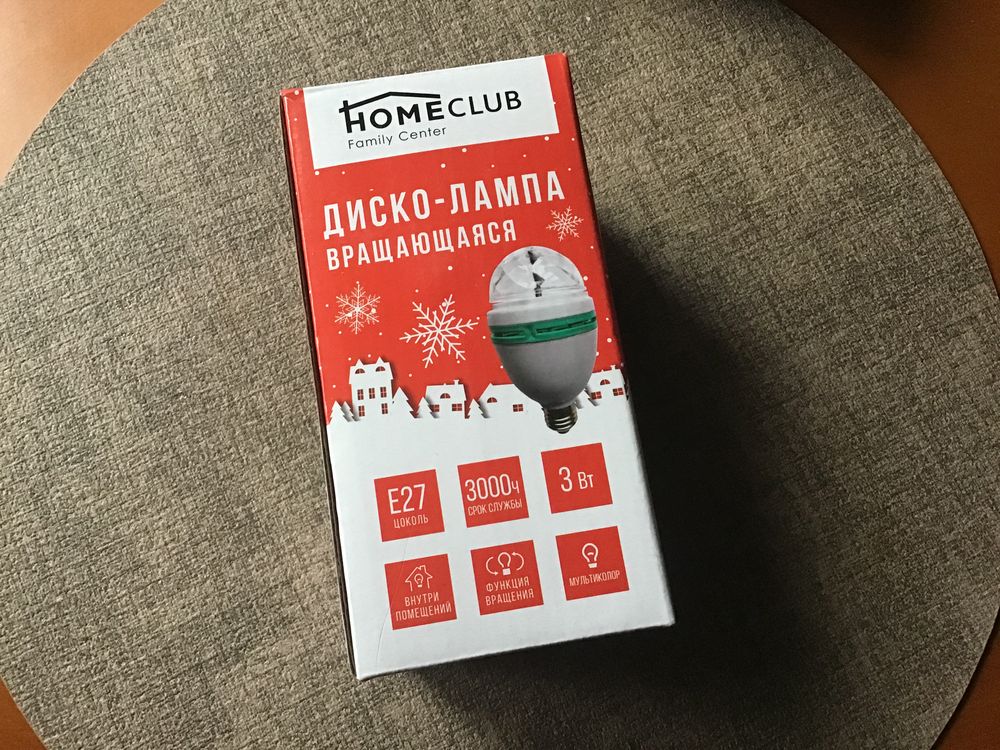 HOMECLUB
Family Center
ДИСКО-ЛАМПА
ВРАЩАЮЩАЯСЯ
E27
ЦОКОЛЬ
3000ч
СРОК СЛУЖБЫ
3 Вт
ВНУТРИ
ПОМЕЩЕНИЙ
ФУНКЦИЯ
ВРАЩЕНИЯ
МУЛЬТИКОЛОР